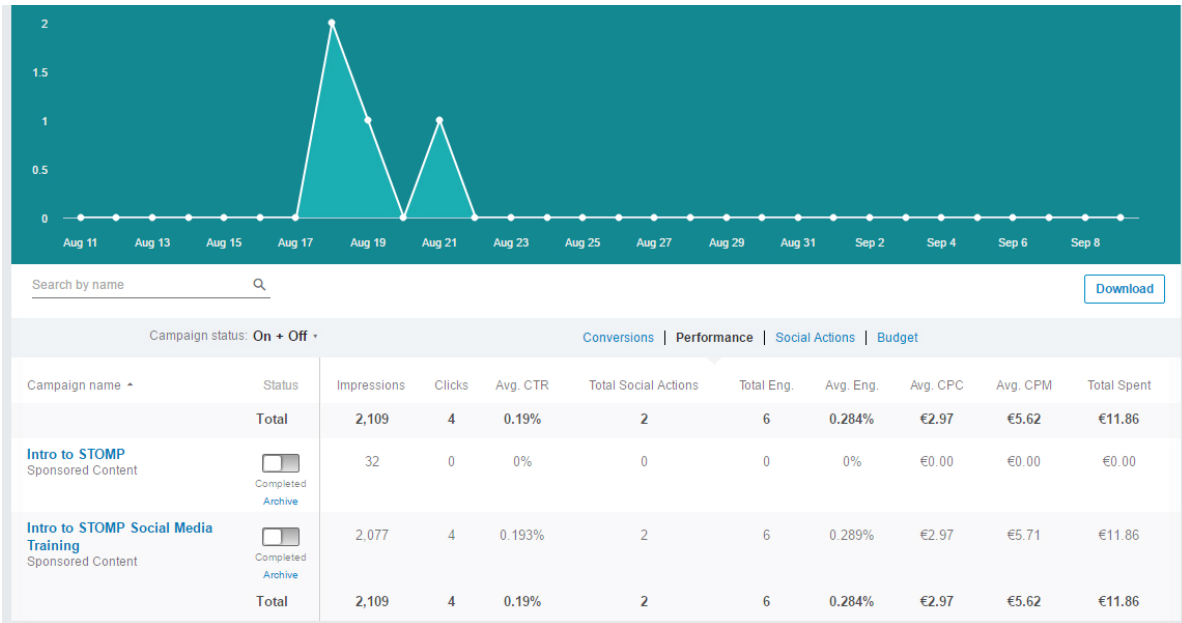 2
1.5
1
0.5
0
Aug 11 Aug 13 Aug 15 Aug 17 Aug 19 Aug 21 Aug 23 Aug 25 Aug 27 Aug 29 Aug 31 Sep 2 Sep 4 Sep 6 Sep 8
Search by name
Download
Campaign status: On + Off
Conversions | Performance | Social Actions | Budget
Campaign name Status Impressions Clicks Avg. CTR Total Social Actions Total Eng. Avg. Eng. Avg. CPC Avg. CPM Total Spent
Total 2,109 4 0.19% 2 6 0.284% €2.97 €5.62 €11.86
Intro to STOMP
Sponsored Content
32 0 0% 0 0 0% €0.00 €0.00 €0.00
Completed
Archive
Intro to STOMP Social Media
Training
Sponsored Content
2,077 4 0.193% 2 6 0.289% €2.97 €5.71 €11.86
Completed
Archive
Total 2,109 4 0.19% 2 6 0.284% €2.97 €5.62 €11.86